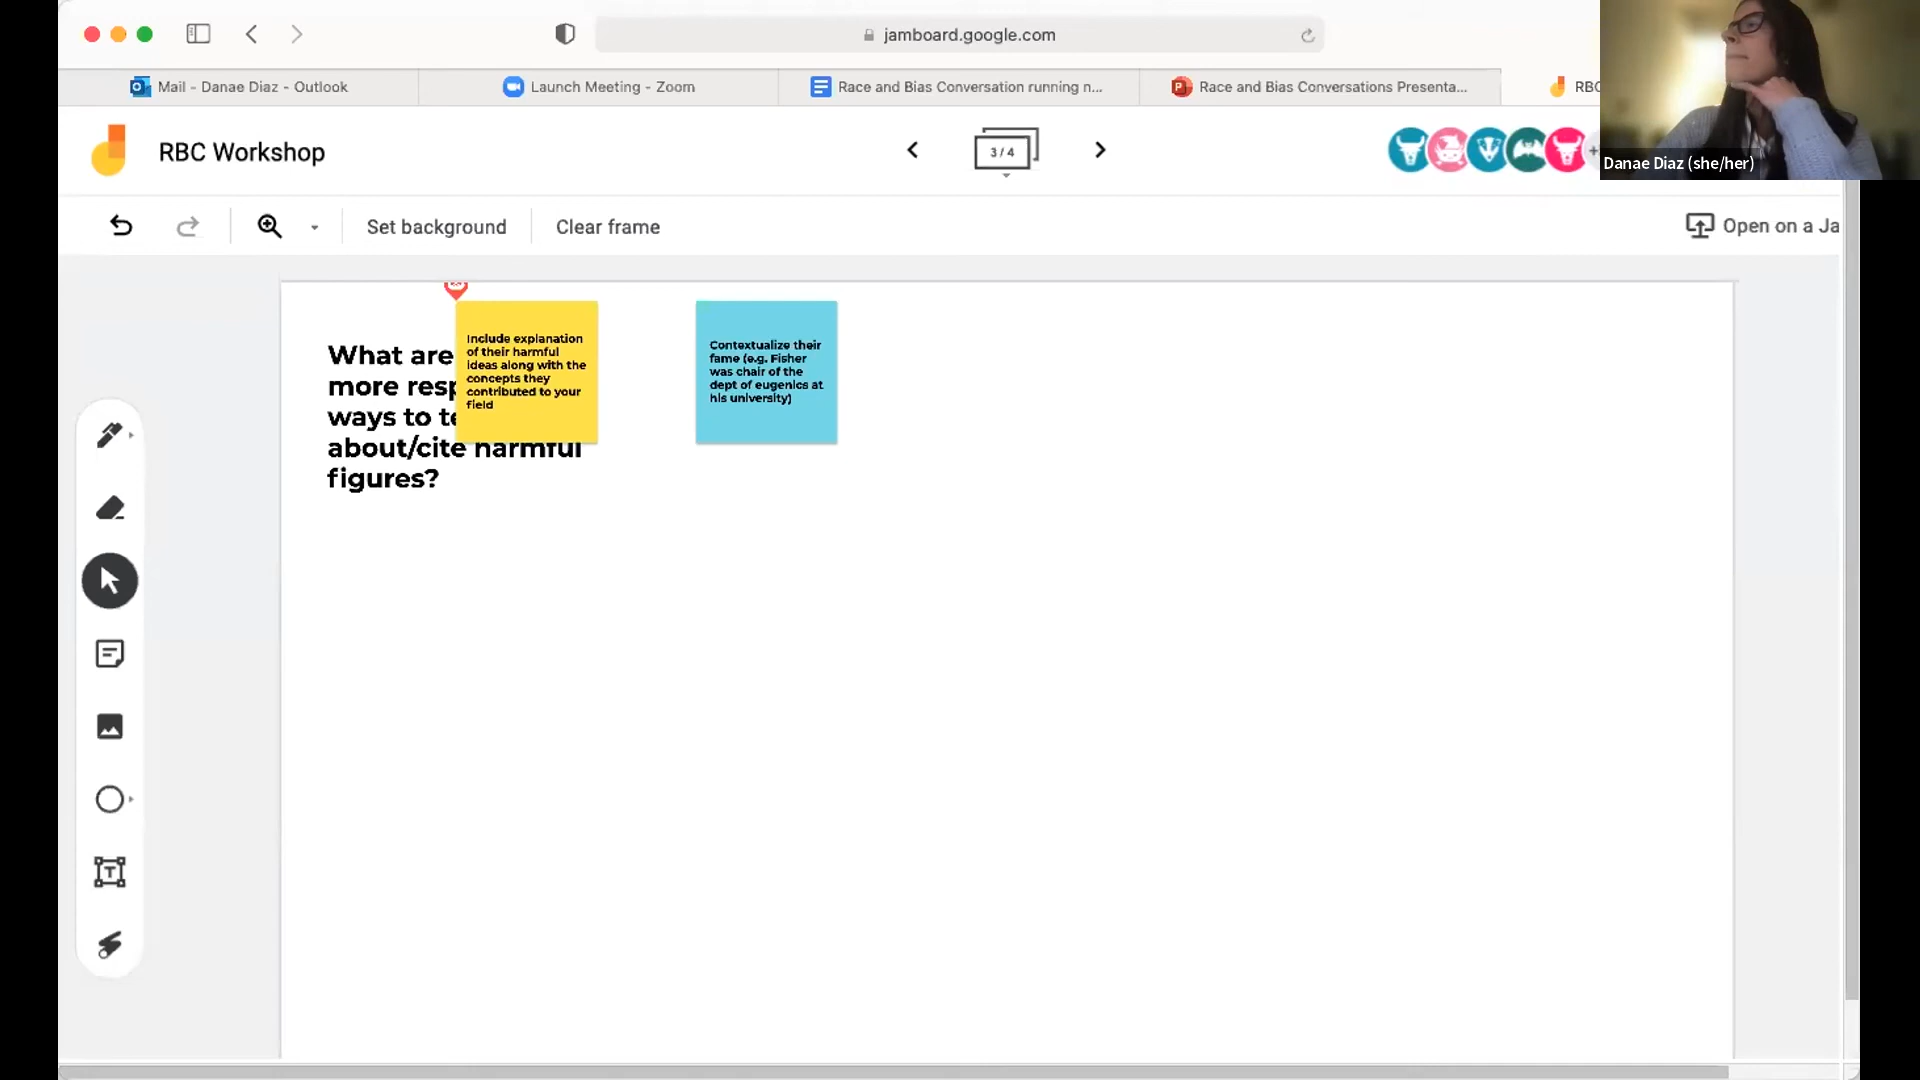 jamboard.google.com
Mail - Danae Diaz - Outlook
Launch Meeting - Zoom
Race and Bias Conversation running n...
Race and Bias Conversations Presenta...
RBC
RBC Workshop
3 / 4
Danae Diaz (she/her)
Set background
Clear frame
Open on a Ja
What are
more resp
ways to te
about/cite harmful
figures?
Include explanation
of their harmful
ideas along with the
concepts they
contributed to your
field
Contextualize their
fame (e.g. Fisher
was chair of the
dept of eugenics at
his university)